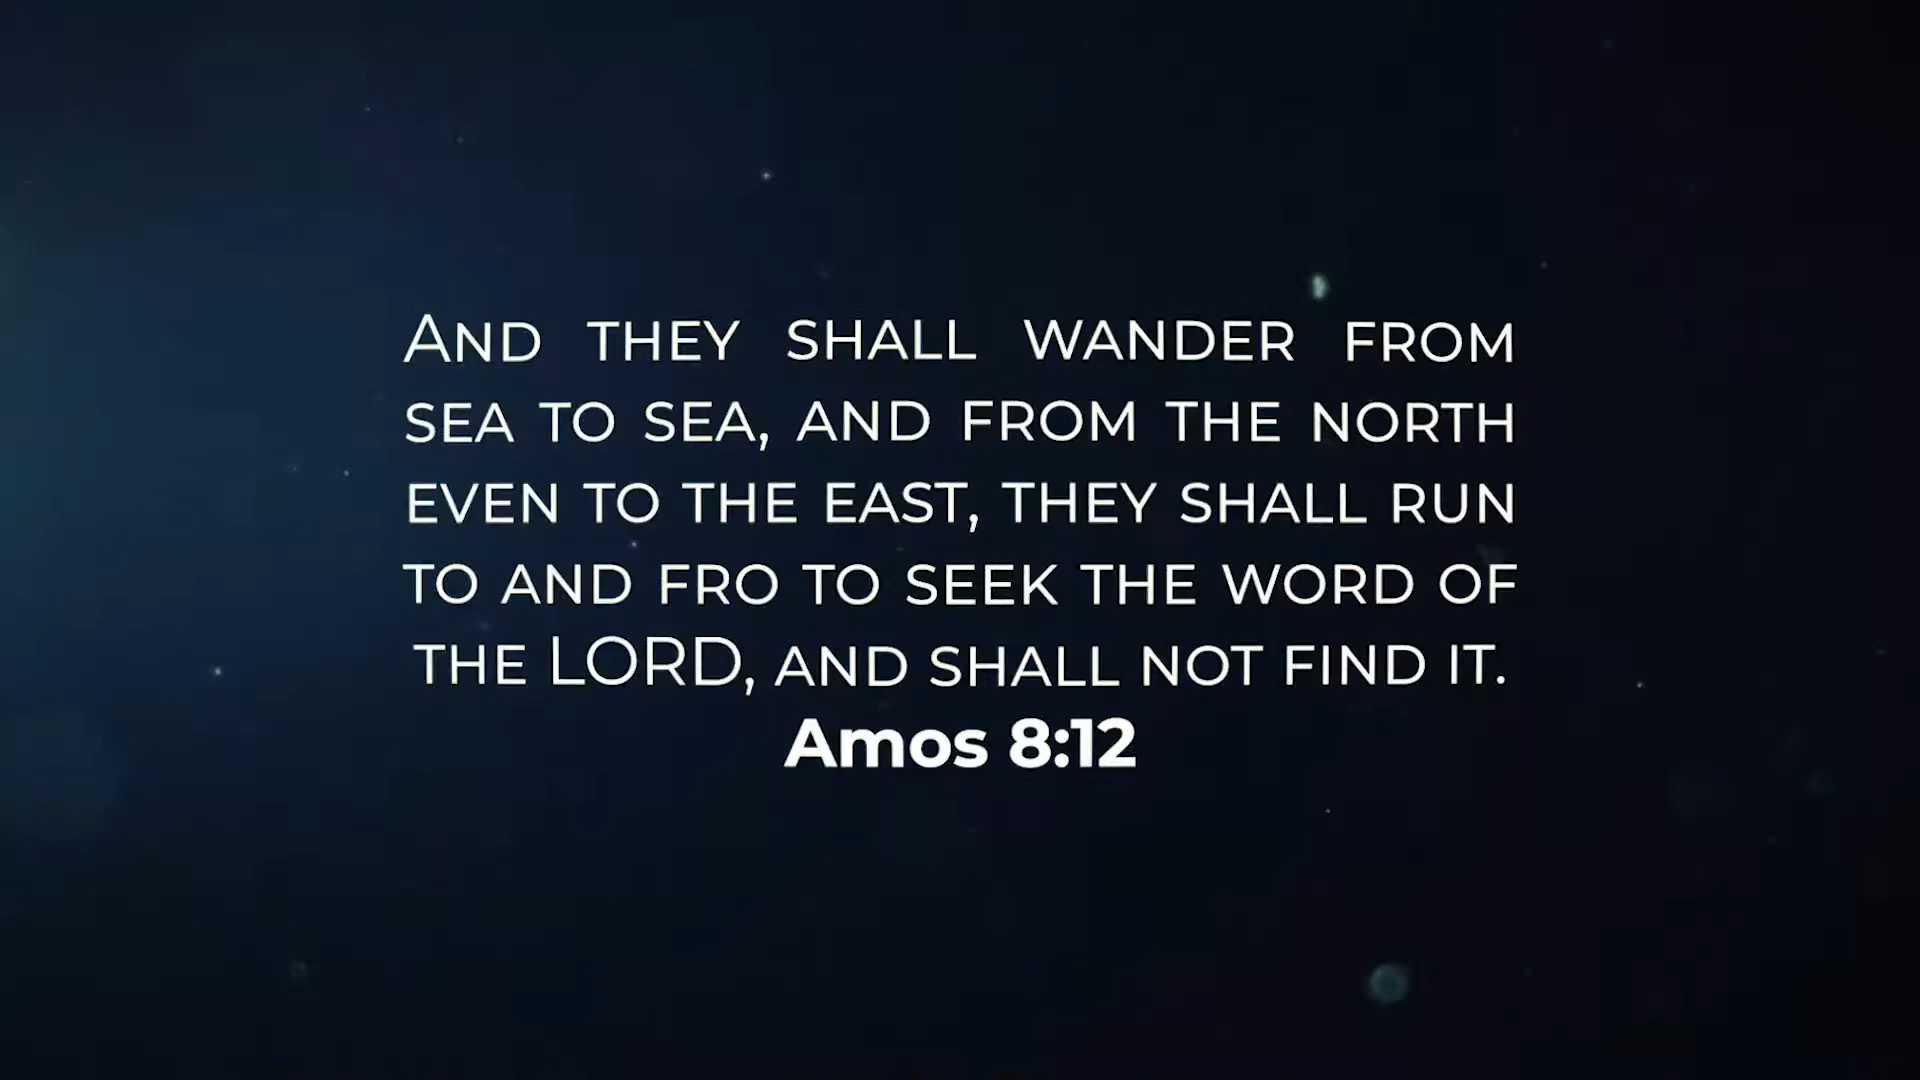 And they shall wander from
sea to sea, and from the north
even to the east, they shall run
to and fro to seek the word of
the LORD, and shall not find it.
Amos 8:12